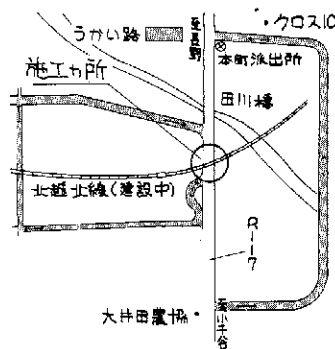 ・クロス10
うかい路
至長野
本町派出所
施工カ所
田川橋
北越北線(建設中)
R-17
大井田農協・
至小千谷